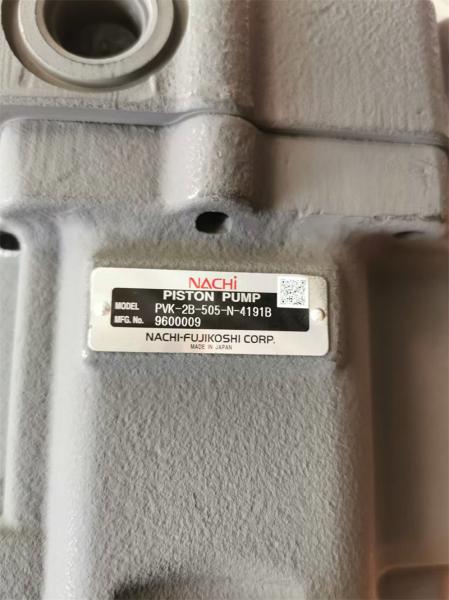 NACHi
PISTON PUMP
MODEL PVK-2B-505-N-4191B
MFG. No. 9600009
NACHI-FUJIKOSHI CORP.
MADE IN JAPAN